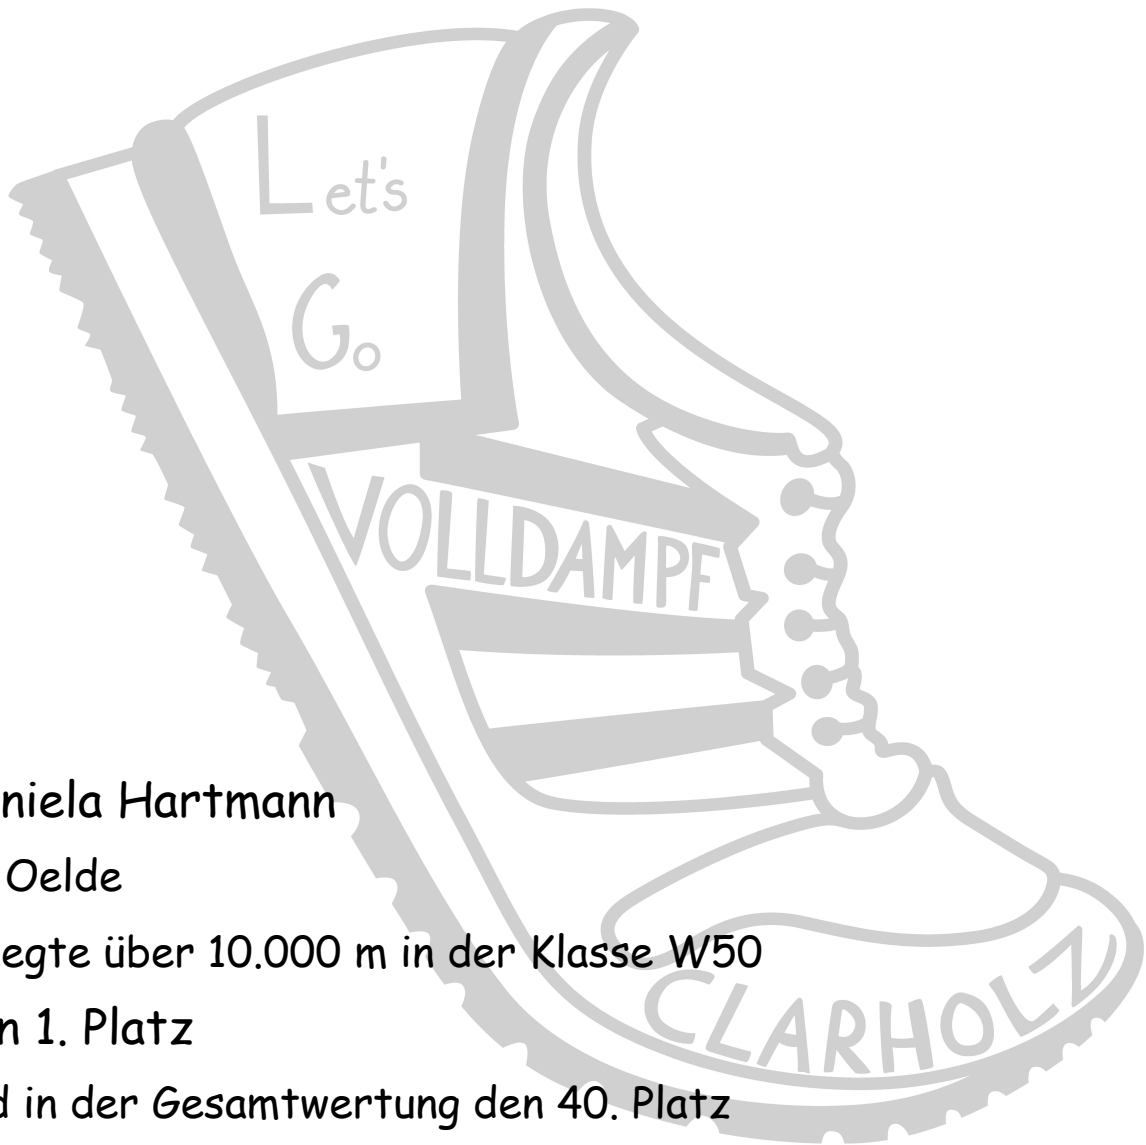 Let's
Go
VOLLDAMPF
niela Hartmann
Oelde
egte über 10.000 m in der Klasse W50
n 1. Platz
d in der Gesamtwertung den 40. Platz
CLARHOLZ